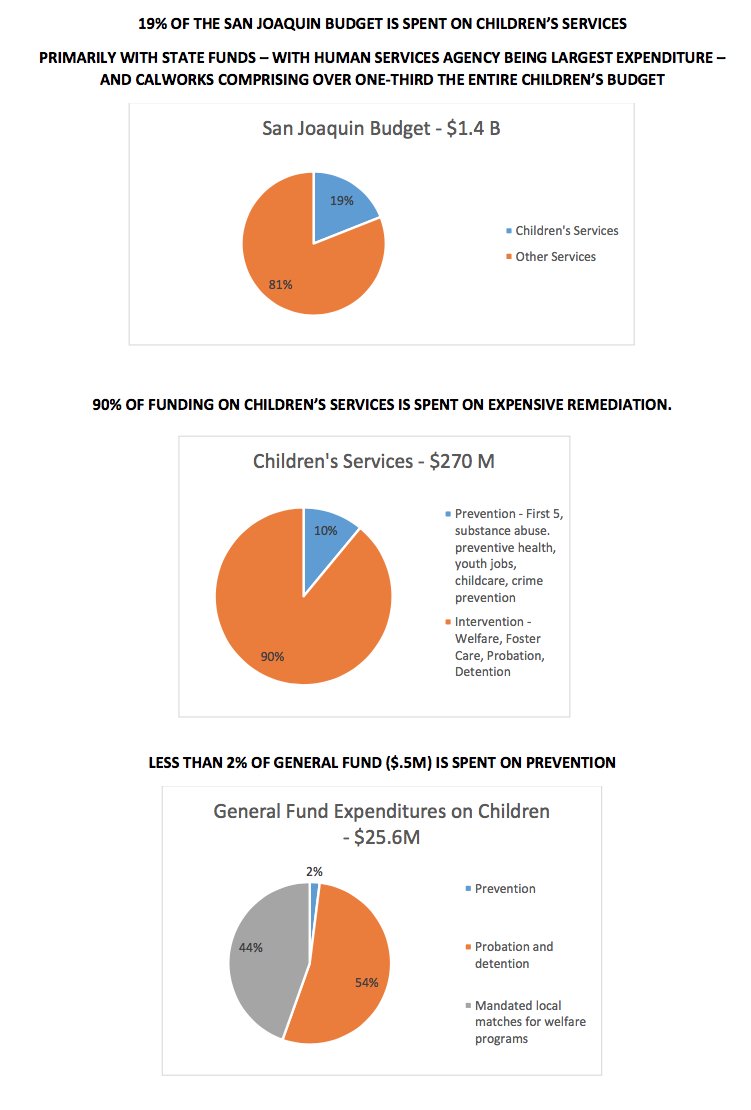 19% OF THE SAN JOAQUIN BUDGET IS SPENT ON CHILDREN’S SERVICES
PRIMARILY WITH STATE FUNDS – WITH HUMAN SERVICES AGENCY BEING LARGEST EXPENDITURE –
AND CALWORKS COMPRISING OVER ONE-THIRD THE ENTIRE CHILDREN’S BUDGET
San Joaquin Budget - $1.4 B
19%
81%
Children's Services
Other Services
90% OF FUNDING ON CHILDREN’S SERVICES IS SPENT ON EXPENSIVE REMEDIATION.
Children's Services - $270 M
10%
90%
Prevention - First 5,
substance abuse.
preventive health,
youth jobs,
childcare, crime
prevention
Intervention -
Welfare, Foster
Care, Probation,
Detention
LESS THAN 2% OF GENERAL FUND ($.5M) IS SPENT ON PREVENTION
General Fund Expenditures on Children
- $25.6M
2%
44%
54%
Prevention
Probation and
detention
Mandated local
matches for welfare
programs